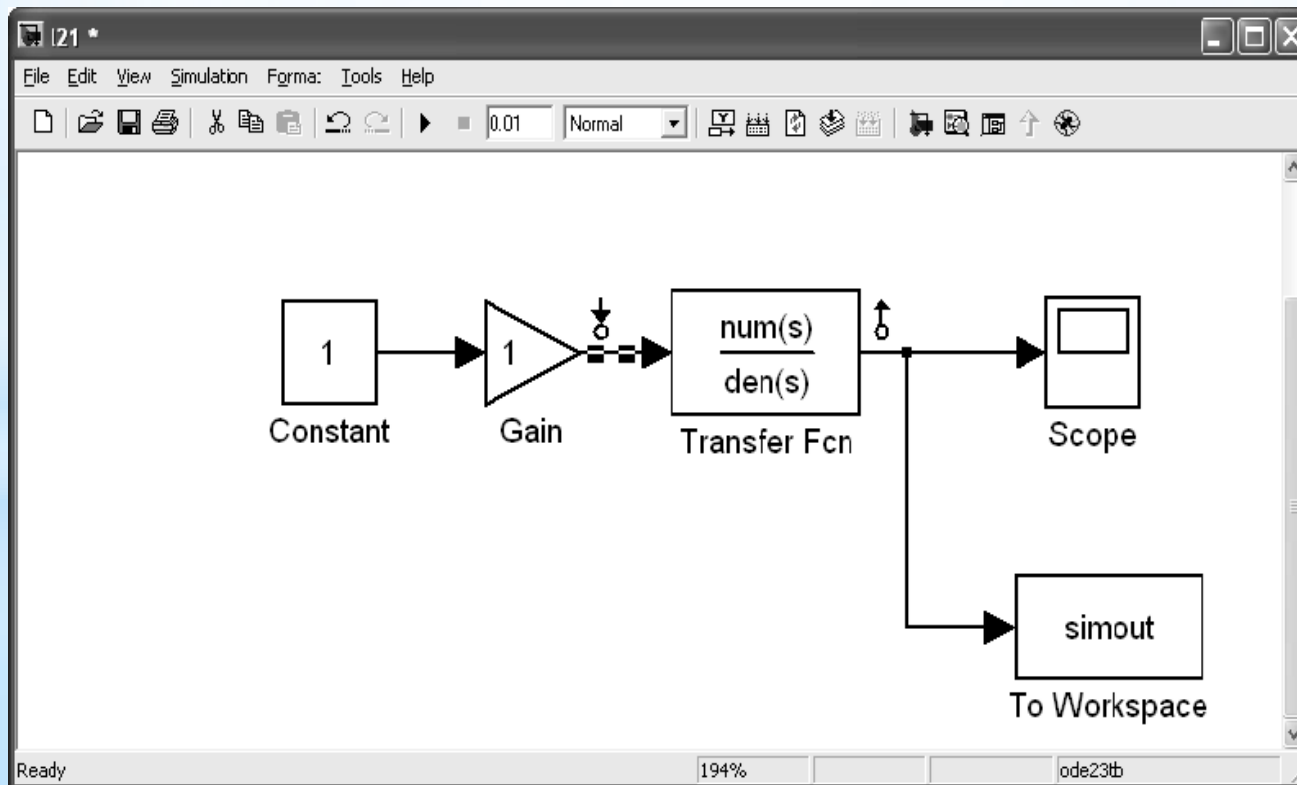 l21 *
File Edit View Simulation Format Tools Help
0.01 Normal
1
1
num(s)
den(s)
Constant
Gain
Transfer Fcn
Scope
simout
To Workspace
Ready 194% ode23tb